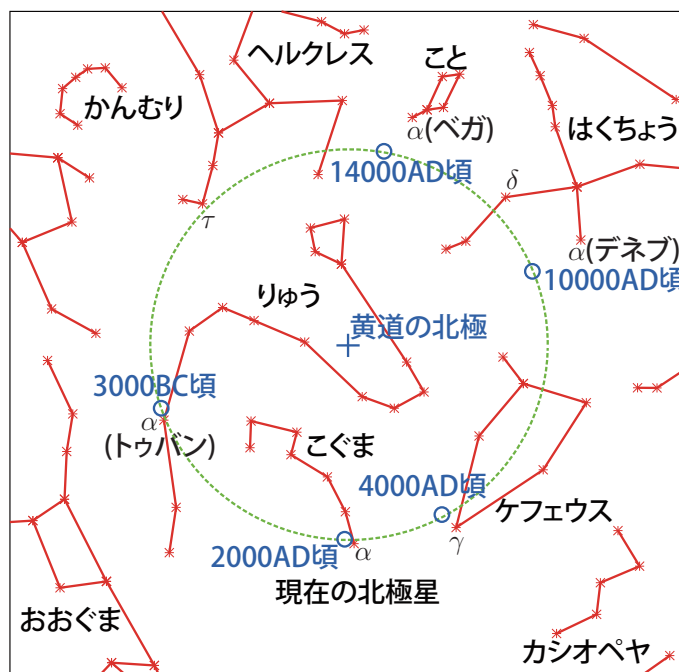 ヘルクレス
こと
かんむり
α(ベガ)
はくちょう
14000AD頃
δ
τ
α(デネブ)
10000AD頃
りゅう
黄道の北極
3000BC頃
α
(トゥバン)
こぐま
4000AD頃
ケフェウス
γ
2000AD頃
α
現在の北極星
おおぐま
カシオペヤ